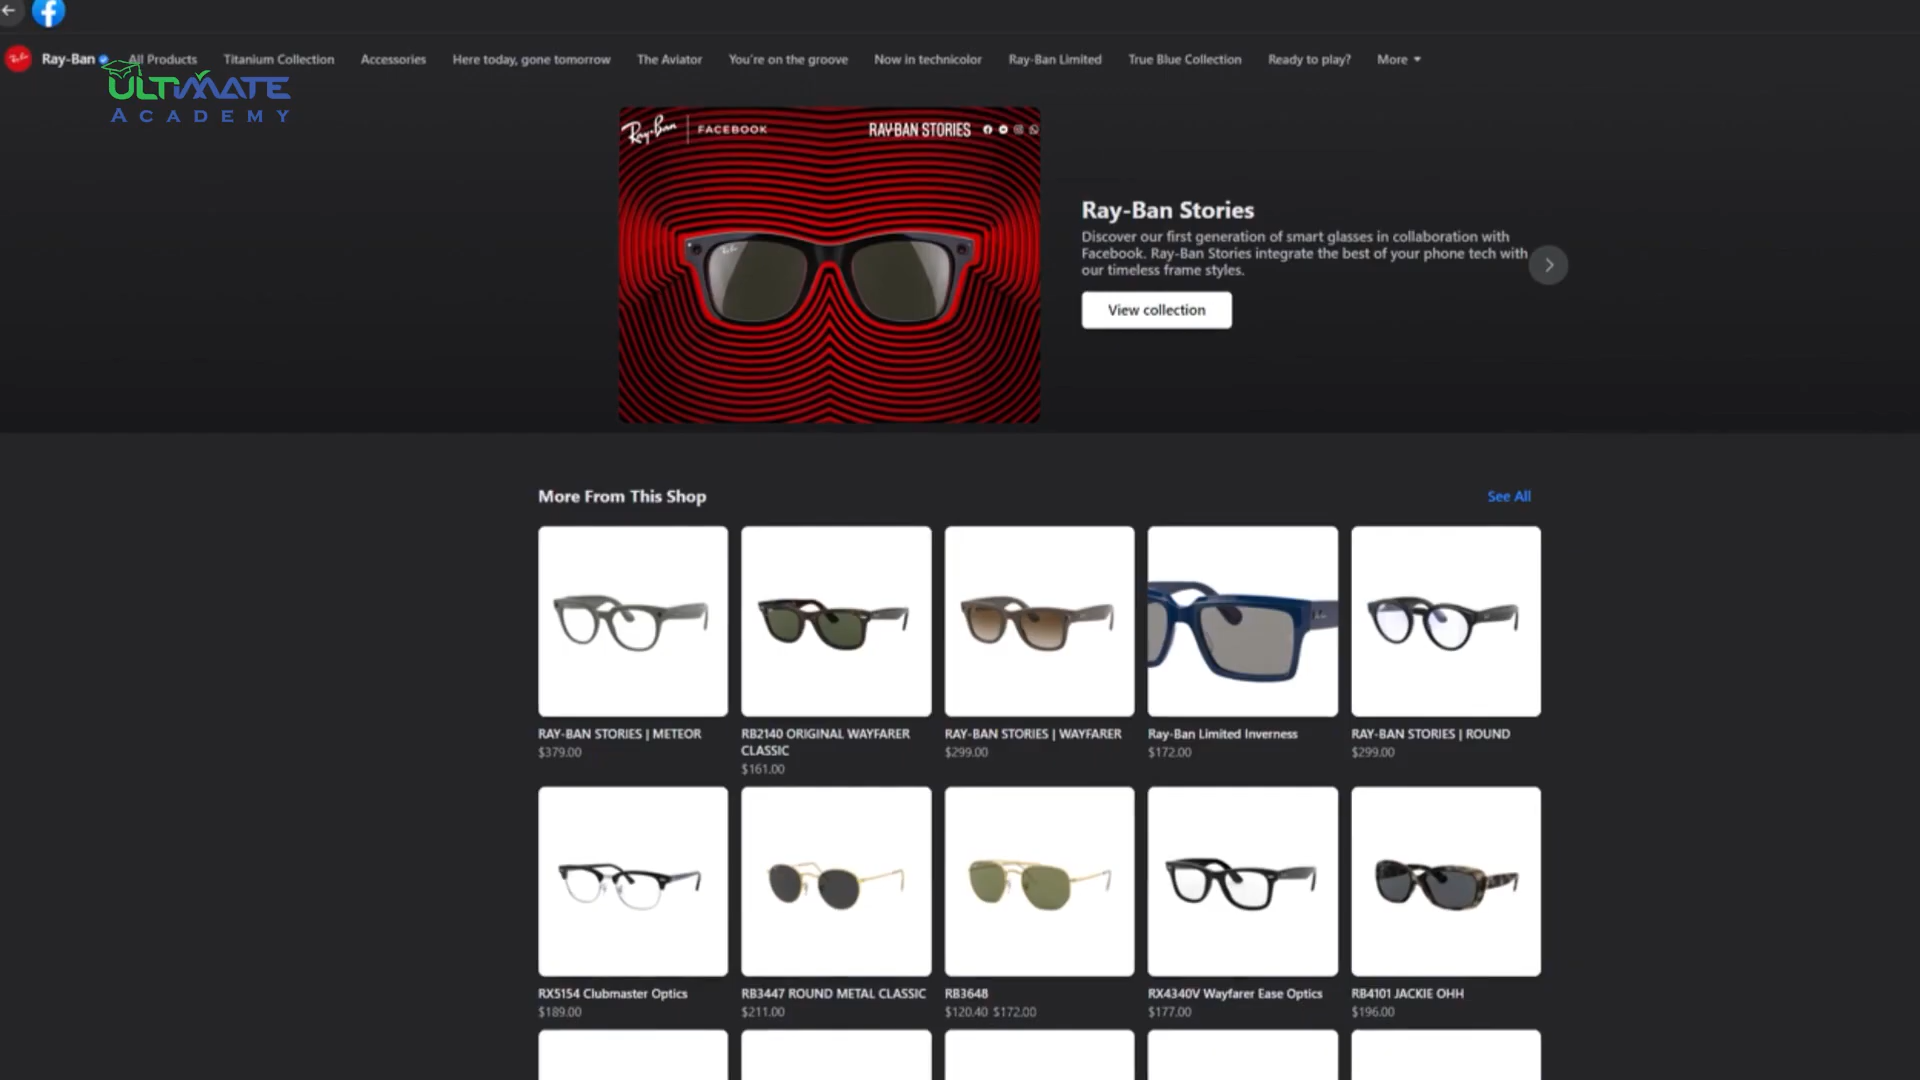 Ray-Ban
All Products
Titanium Collection
Accessories
Here today, gone tomorrow
The Aviator
You're on the groove
Now in technicolor
Ray-Ban Limited
True Blue Collection
Ready to play?
More
ULTIMATE
ACADEMY
Ray-Ban | FACEBOOK
RAY-BAN STORIES
Ray-Ban Stories
Discover our first generation of smart glasses in collaboration with
Facebook. Ray-Ban Stories integrate the best of your phone tech with
our timeless frame styles.
View collection
More From This Shop
See All
RAY-BAN STORIES | METEOR
$379.00
RB2140 ORIGINAL WAYFARER
CLASSIC
$161.00
RAY-BAN STORIES | WAYFARER
$299.00
Ray-Ban Limited Inverness
$172.00
RAY-BAN STORIES | ROUND
$299.00
RX5154 Clubmaster Optics
$189.00
RB3447 ROUND METAL CLASSIC
$211.00
RB3648
$120.40 $172.00
RX4340V Wayfarer Ease Optics
$177.00
RB4101 JACKIE OHH
$196.00